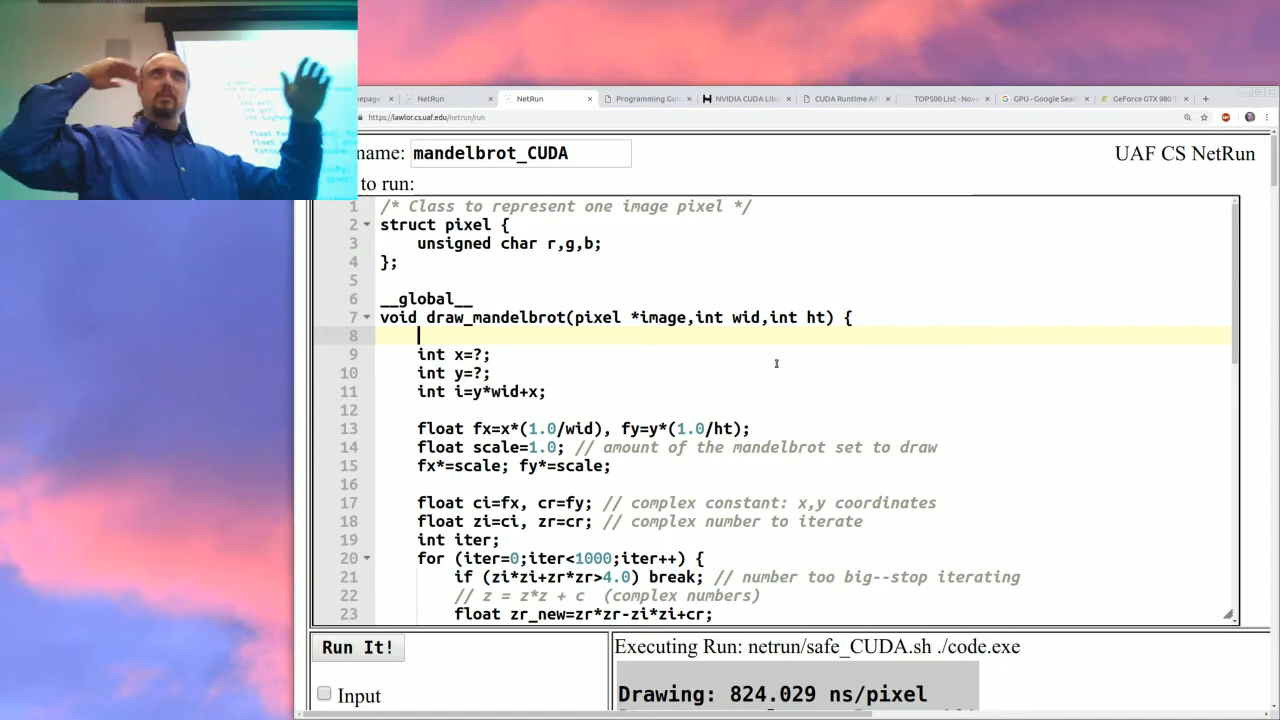 epage
NetRun
NetRun
Programming Guid
NVIDIA CUDA Libr
CUDA Runtime AP
TOP500 List - Nove
GPU - Google Sear
GeForce GTX 980 T
https://lawlor.cs.uaf.edu/netrun/run
name: mandelbrot_CUDA
UAF CS NetRun
to run:
1 /* Class to represent one image pixel */
2 struct pixel {
3 unsigned char r,g,b;
4 };
5
6 __global__
7 void draw_mandelbrot(pixel *image,int wid,int ht) {
8
9 int x=?;
10 int y=?;
11 int i=y*wid+x;
12
13 float fx=x*(1.0/wid), fy=y*(1.0/ht);
14 float scale=1.0; // amount of the mandelbrot set to draw
15 fx*=scale; fy*=scale;
16
17 float ci=fx, cr=fy; // complex constant: x,y coordinates
18 float zi=ci, zr=cr; // complex number to iterate
19 int iter;
20 for (iter=0;iter<1000;iter++) {
21 if (zi*zi+zr*zr>4.0) break; // number too big--stop iterating
22 // z = z*z + c (complex numbers)
23 float zr_new=zr*zr-zi*zi+cr;
Run It!
Input
Executing Run: netrun/safe_CUDA.sh ./code.exe
Drawing: 824.029 ns/pixel